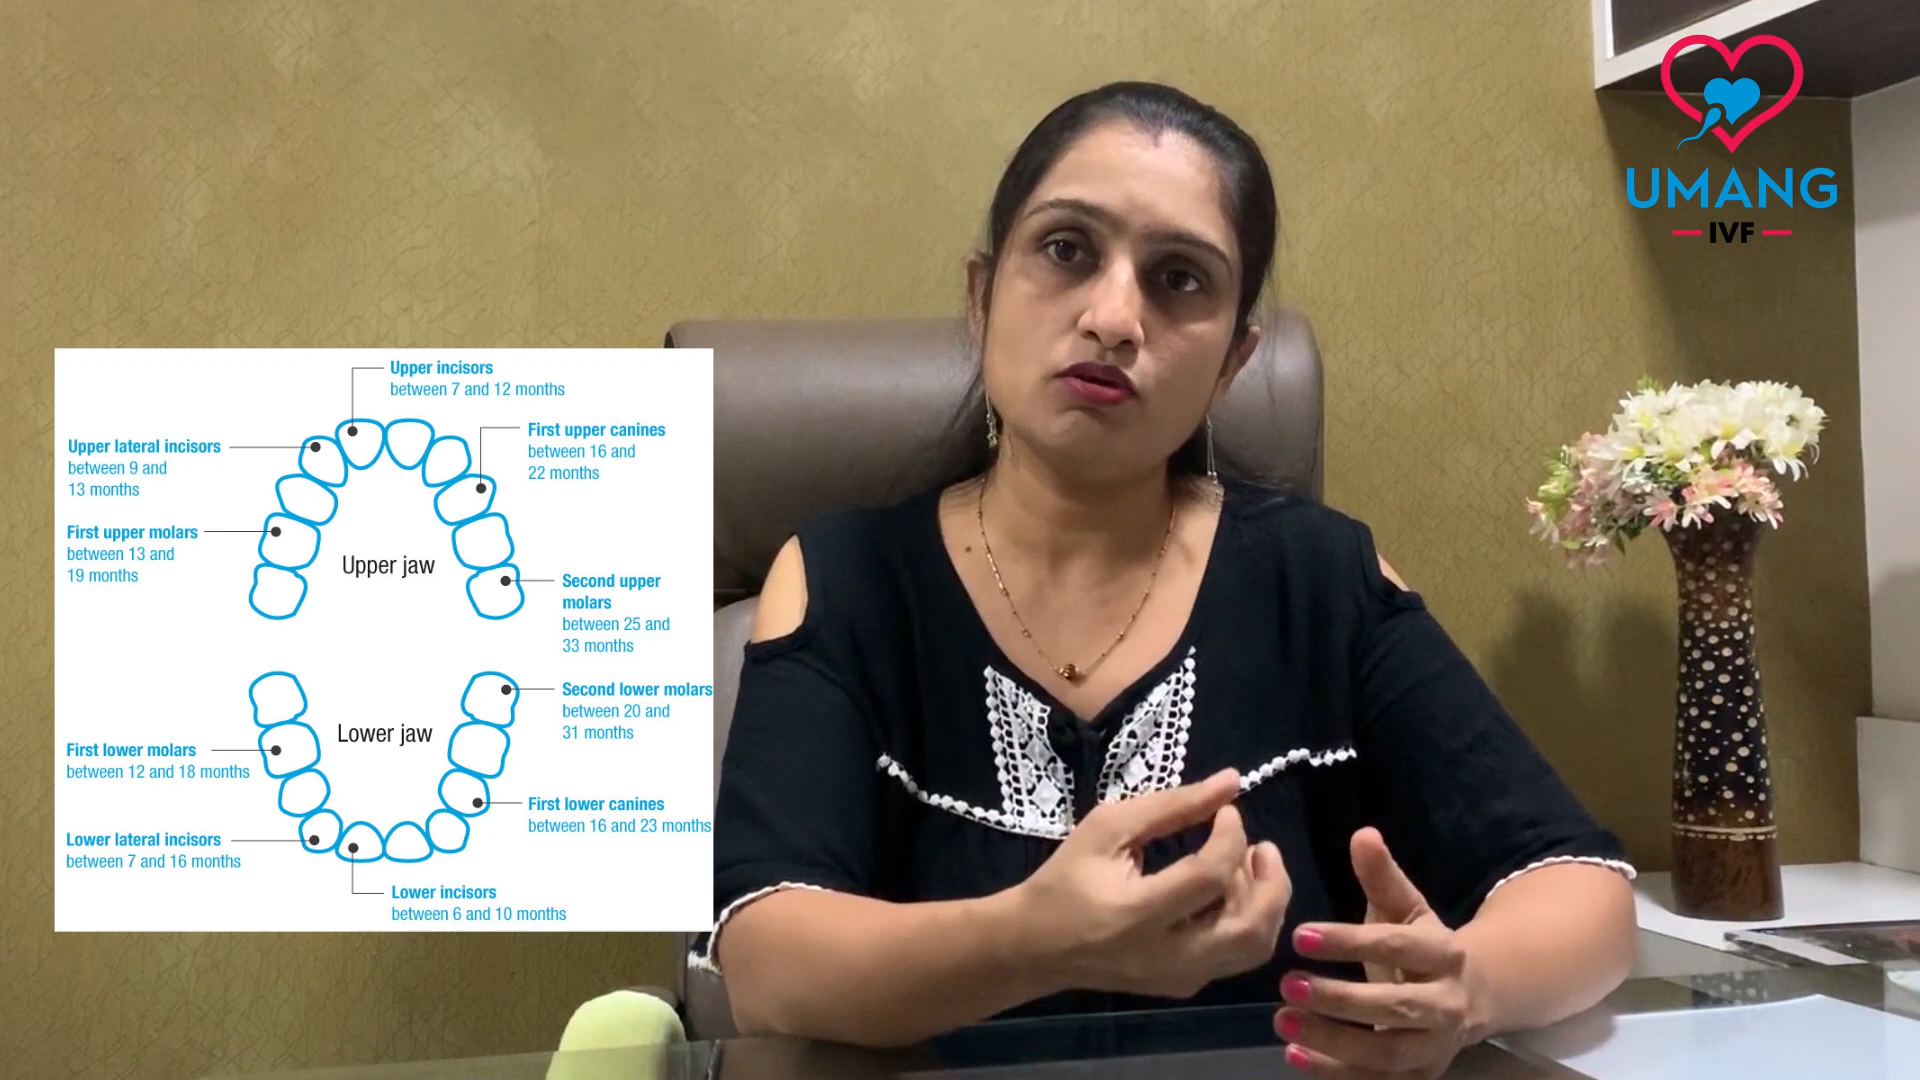 Upper incisors
between 7 and 12 months
Upper lateral incisors
between 9 and
13 months
First upper canines
between 16 and
22 months
First upper molars
between 13 and
19 months
Upper jaw
Second upper
molars
between 25 and
33 months
Second lower molars
between 20 and
31 months
Lower jaw
First lower molars
between 12 and 18 months
First lower canines
between 16 and 23 months
Lower lateral incisors
between 7 and 16 months
Lower incisors
between 6 and 10 months
UMANG
IVF